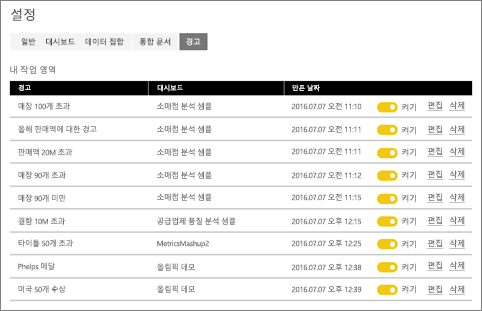 설정
일반 대시보드 데이터 집합 통합 문서 경고
내 작업 영역
경고 대시보드 만든 날짜
매장 100개 초과 소매점 분석 샘플 2016.07.07 오전 11:10 켜기 편집 삭제
올해 판매액에 대한 경고 소매점 분석 샘플 2016.07.07 오전 11:11 켜기 편집 삭제
판매액 20M 초과 소매점 분석 샘플 2016.07.07 오전 11:11 켜기 편집 삭제
매장 90개 초과 소매점 분석 샘플 2016.07.07 오전 11:12 켜기 편집 삭제
매장 90개 미만 소매점 분석 샘플 2016.07.07 오전 11:15 켜기 편집 삭제
결함 10M 초과 공급업체 품질 분석 샘플 2016.07.07 오후 12:15 켜기 편집 삭제
타이틀 50개 초과 MetricsMashup2 2016.07.07 오후 12:25 켜기 편집 삭제
Phelps 메달 올림픽 데모 2016.07.07 오후 12:38 켜기 편집 삭제
미국 50개 수상 올림픽 데모 2016.07.07 오후 12:39 켜기 편집 삭제